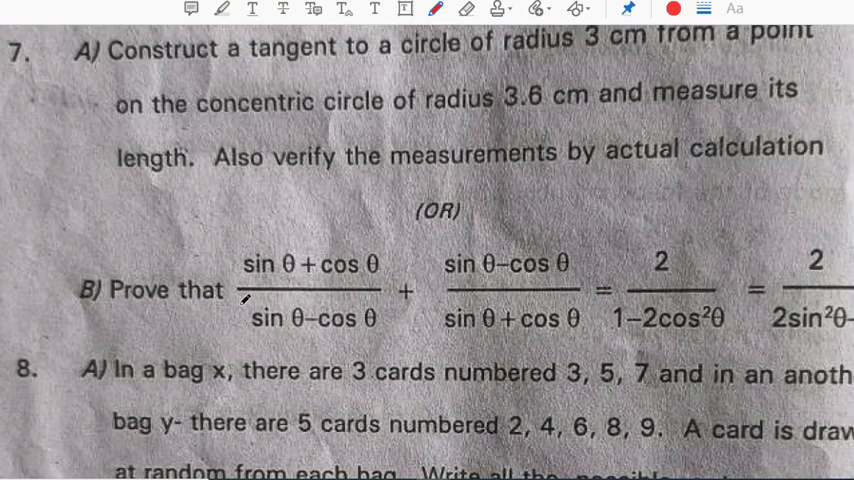 7. A) Construct a tangent to a circle of radius 3 cm from a point
on the concentric circle of radius 3.6 cm and measure its
length. Also verify the measurements by actual calculation
(OR)
B) Prove that (sin θ + cos θ)/(sin θ–cos θ) + (sin θ–cos θ)/(sin θ + cos θ) = 2/(1–2cos²θ) = 2/(2sin²θ-
8. A) In a bag x, there are 3 cards numbered 3, 5, 7 and in an anoth
bag y- there are 5 cards numbered 2, 4, 6, 8, 9. A card is draw
at random from each bag. Write all the possible